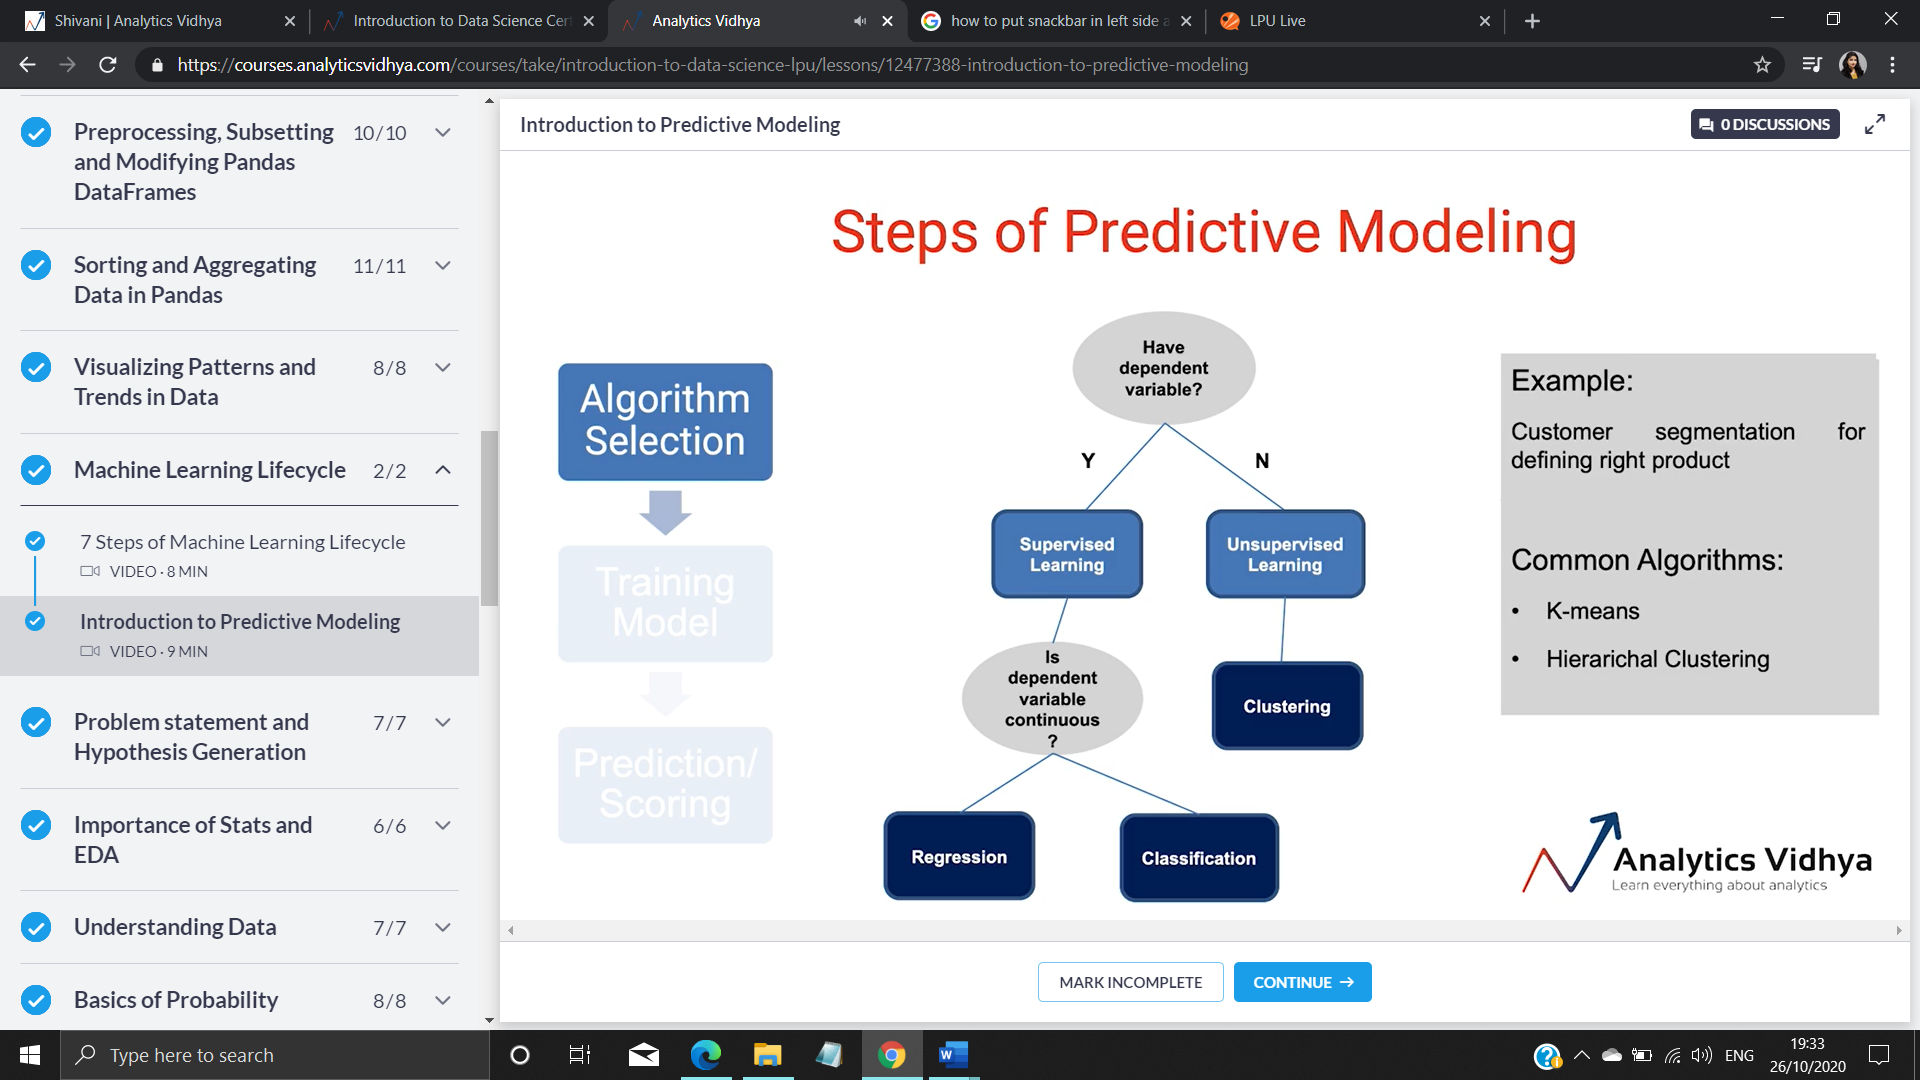 Shivani | Analytics Vidhya
Introduction to Data Science Cert
Analytics Vidhya
how to put snackbar in left side a
LPU Live
https://courses.analyticsvidhya.com/courses/take/introduction-to-data-science-lpu/lessons/12477388-introduction-to-predictive-modeling
Preprocessing, Subsetting
and Modifying Pandas
DataFrames
10/10
Sorting and Aggregating
Data in Pandas
11/11
Visualizing Patterns and
Trends in Data
8/8
Machine Learning Lifecycle
2/2
7 Steps of Machine Learning Lifecycle
VIDEO · 8 MIN
Introduction to Predictive Modeling
VIDEO · 9 MIN
Problem statement and
Hypothesis Generation
7/7
Importance of Stats and
EDA
6/6
Understanding Data
7/7
Basics of Probability
8/8
Introduction to Predictive Modeling
0 DISCUSSIONS
Steps of Predictive Modeling
Algorithm
Selection
Training
Model
Prediction/
Scoring
Have
dependent
variable?
Y
N
Supervised
Learning
Unsupervised
Learning
Is
dependent
variable
continuous
?
Clustering
Regression
Classification
Example:
Customer segmentation for
defining right product
Common Algorithms:
• K-means
• Hierarichal Clustering
Analytics Vidhya
Learn everything about analytics
MARK INCOMPLETE
CONTINUE →
Type here to search
ENG
19:33
26/10/2020